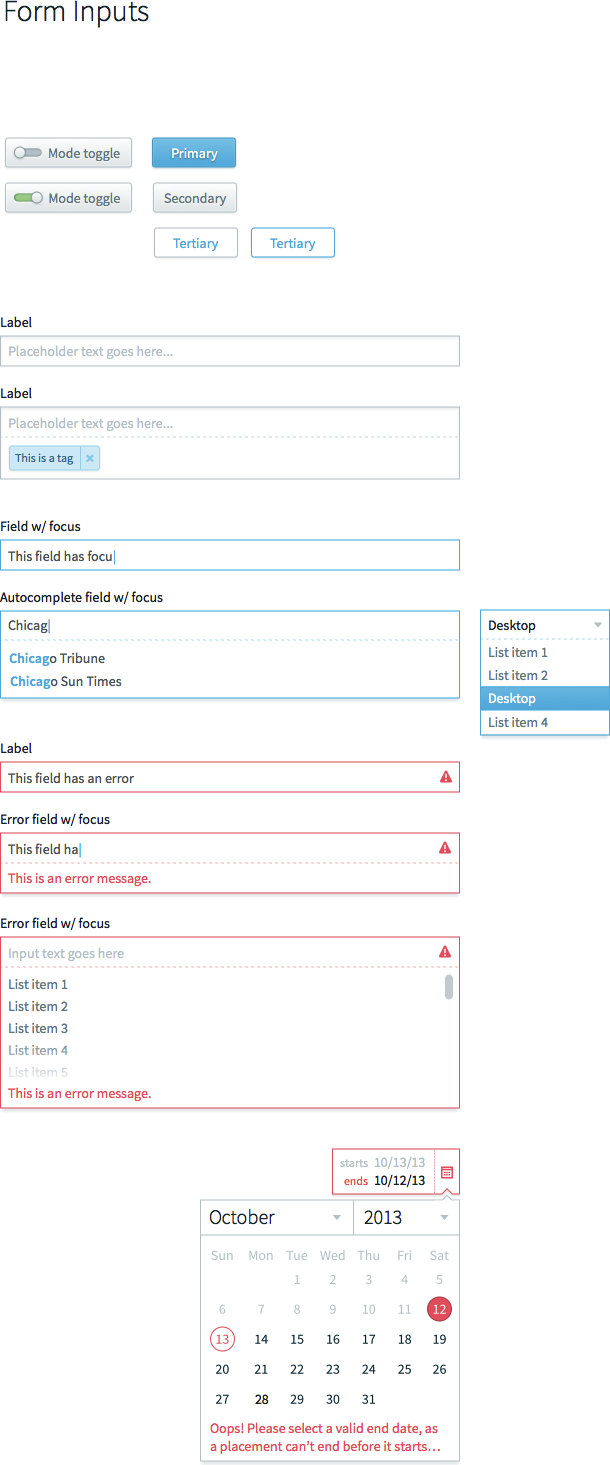 Form Inputs
Mode toggle Primary
Mode toggle Secondary
Tertiary Tertiary
Label
Placeholder text goes here...
Label
Placeholder text goes here...
This is a tag ×
Field w/ focus
This field has focu
Autocomplete field w/ focus
Chicag
Chicago Tribune
Chicago Sun Times
Desktop
List item 1
List item 2
Desktop
List item 4
Label
This field has an error
Error field w/ focus
This field ha
This is an error message.
Error field w/ focus
Input text goes here
List item 1
List item 2
List item 3
List item 4
List item 5
This is an error message.
starts 10/13/13
ends 10/12/13
October 2013
Sun Mon Tue Wed Thu Fri Sat
1 2 3 4 5
6 7 8 9 10 11 12
13 14 15 16 17 18 19
20 21 22 23 24 25 26
27 28 29 30 31
Oops! Please select a valid end date, as
a placement can't end before it starts...